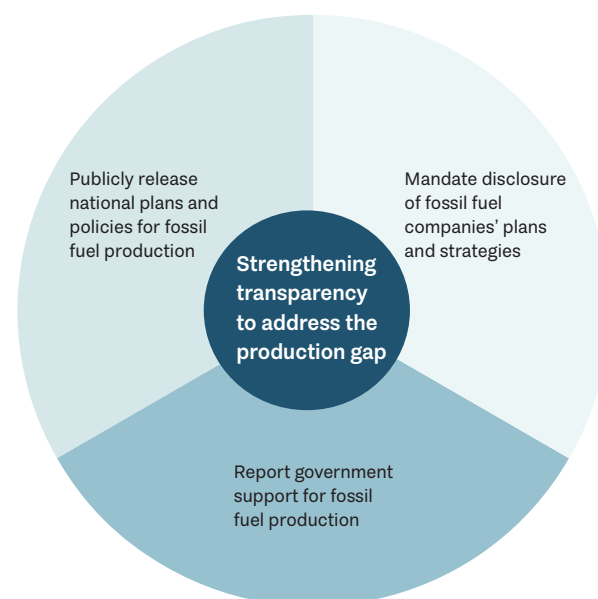 Publicly release
national plans and
policies for fossil
fuel production
Mandate disclosure
of fossil fuel
companies’ plans
and strategies
Strengthening
transparency
to address the
production gap
Report government
support for fossil
fuel production